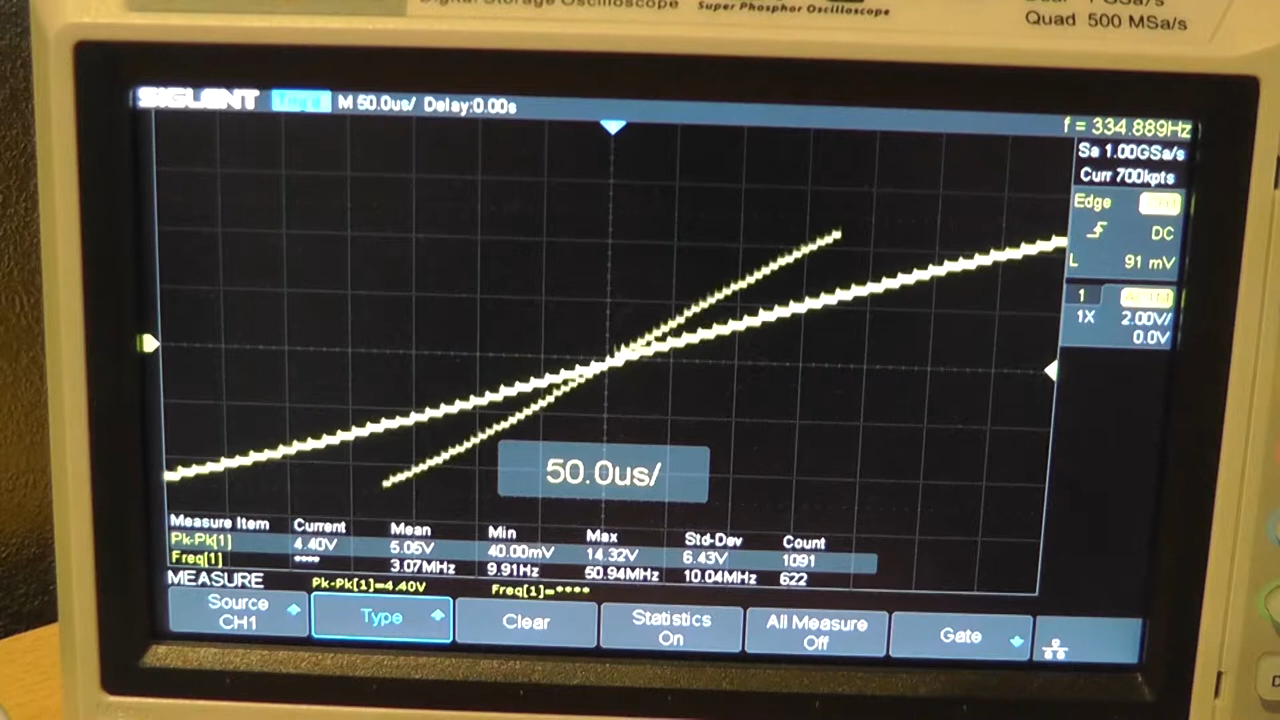 Digital Storage Oscilloscope
Super Phosphor Oscilloscope
Quad 500 MSa/s
SIGLENT
M 50.0us/ Delay:0.00s
f = 334.889Hz
Sa 1.00GSa/s
Curr 700kpts
Edge
DC
L 91 mV
1
1X 2.00V/
0.0V
50.0us/
Measure Item Current Mean Min Max Std-Dev Count
Pk-Pk[1] 4.40V 5.05V 40.00mV 14.32V 6.43V 1091
Freq[1] **** 3.07MHz 9.91Hz 50.94MHz 10.04MHz 622
MEASURE Pk-Pk[1]=4.40V Freq[1]=****
Source
CH1
Type
Clear
Statistics
On
All Measure
Off
Gate